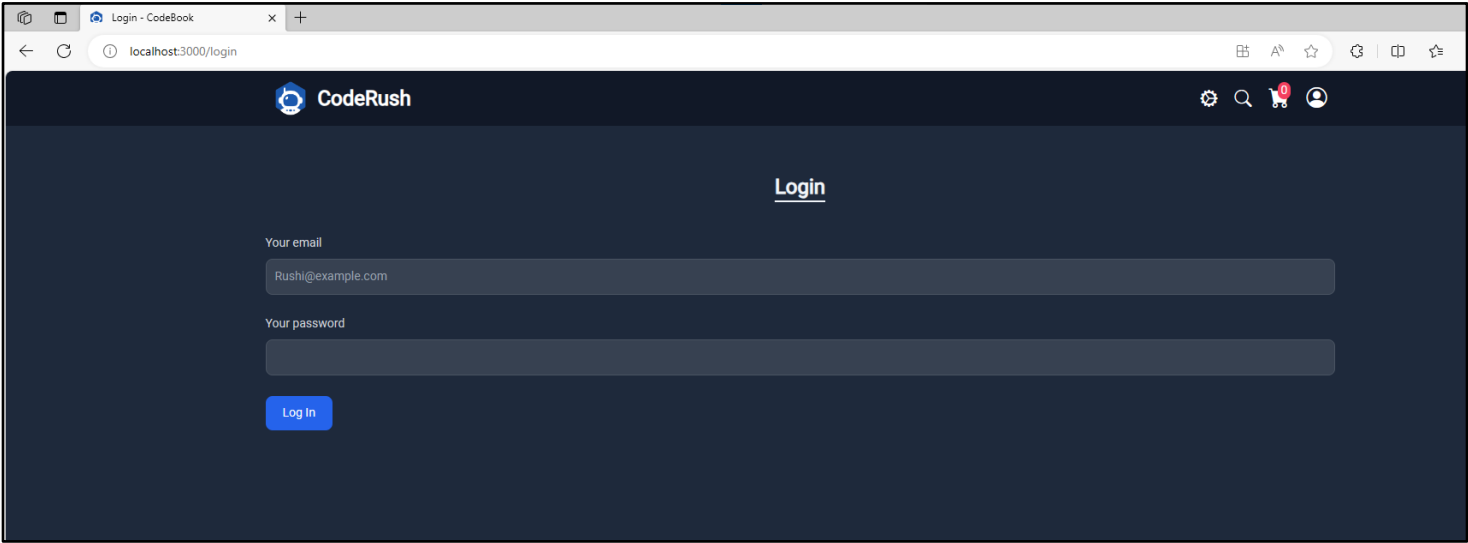 Login - CodeBook
localhost:3000/login
CodeRush
0
Login
Your email
Rushi@example.com
Your password
Log In